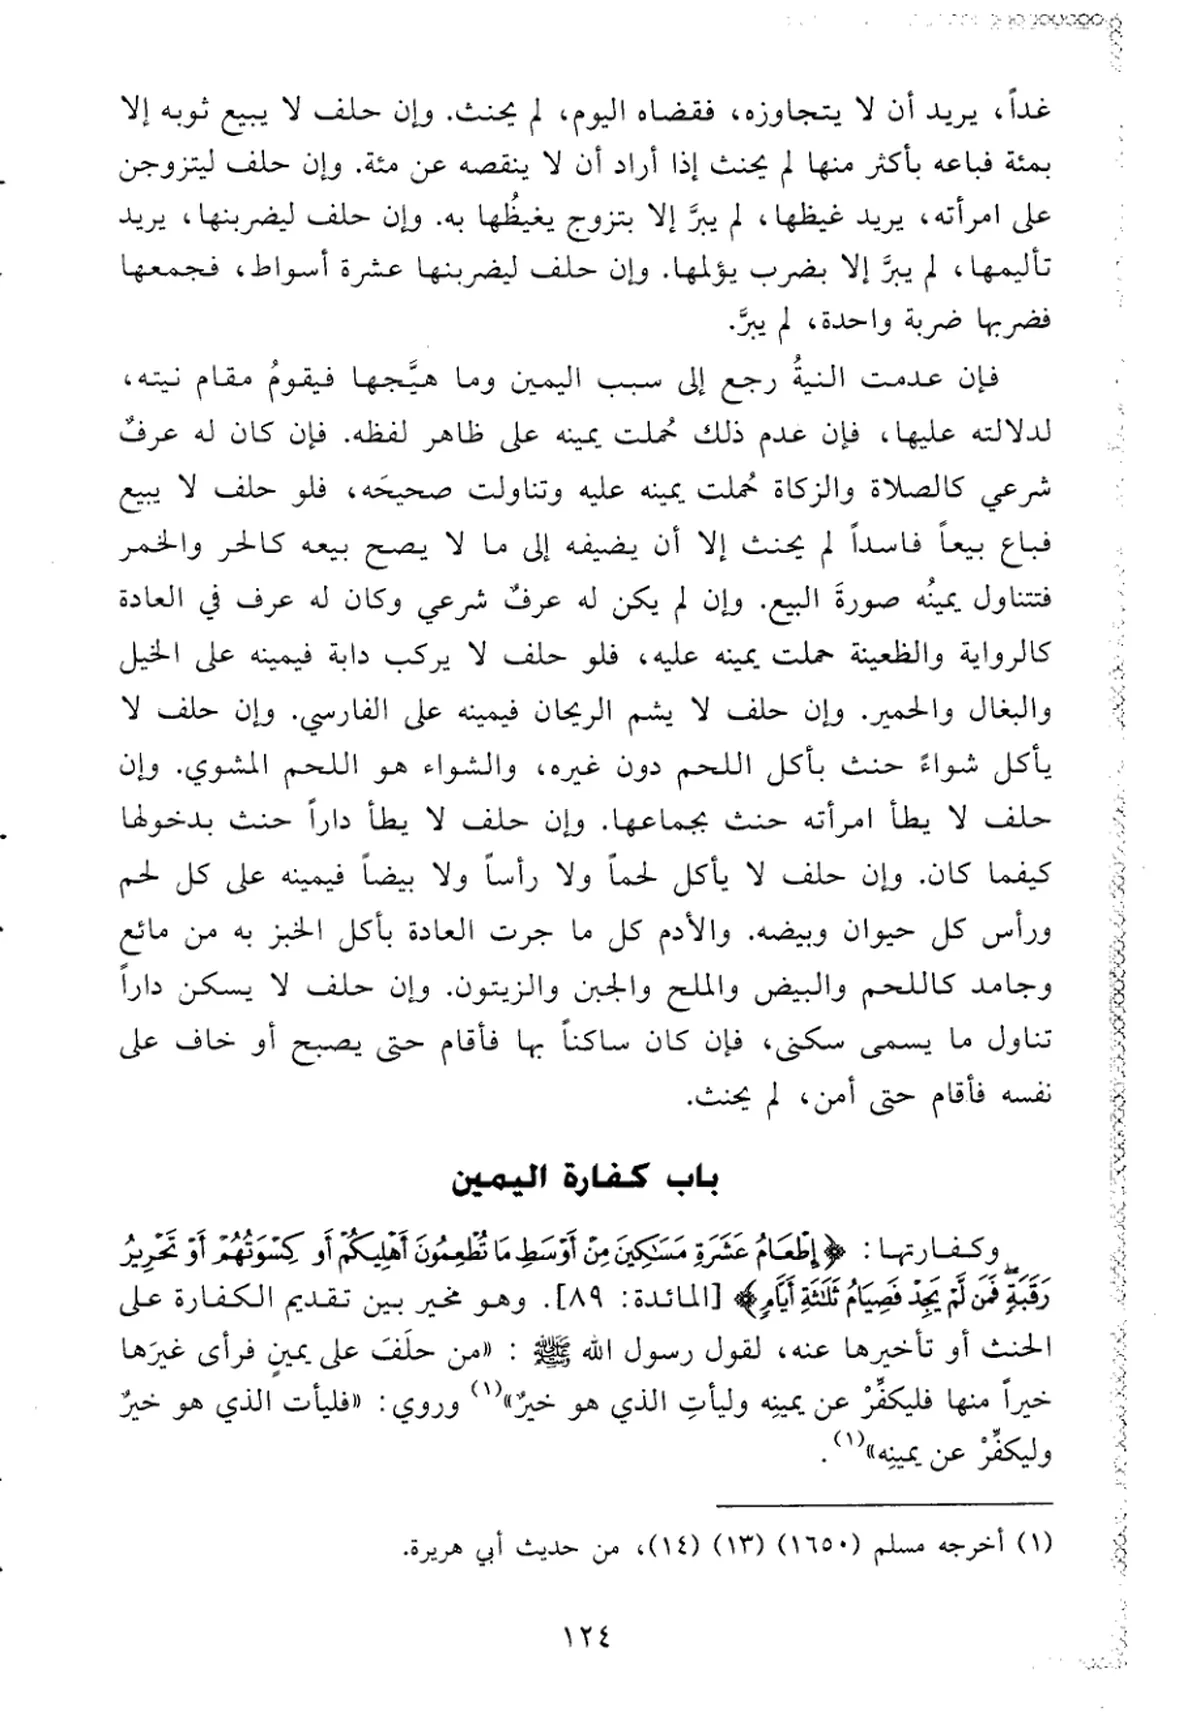 غداً، يريد أن لا يتجاوزه، فقضاه اليوم، لم يحنث. وإن حلف لا يبيع ثوبه إلا
بمئة فباعه بأكثر منها لم يحنث إذا أراد أن لا ينقصه عن مئة. وإن حلف ليتزوجن
على امرأته، يريد غيظها، لم يبرَّ إلا بتزوج يغيظُها به. وإن حلف ليضربنها، يريد
تأليمها، لم يبرَّ إلا بضرب يؤلمها. وإن حلف ليضربنها عشرة أسواط، فجمعها
فضربها ضربة واحدة، لم يبرَّ.
فإن عدمت النيةُ رجع إلى سبب اليمين وما هيَّجها فيقومُ مقام نيته،
لدلالته عليها، فإن عدم ذلك حُملت يمينه على ظاهر لفظه. فإن كان له عرفٌ
شرعي كالصلاة والزكاة حُملت يمينه عليه وتناولت صحيحَه، فلو حلف لا يبيع
فباع بيعاً فاسداً لم يحنث إلا أن يضيفه إلى ما لا يصح بيعه كالحر والخمر
فتتناول يمينُه صورةَ البيع. وإن لم يكن له عرفٌ شرعي وكان له عرف في العادة
كالرواية والظعينة حملت يمينه عليه، فلو حلف لا يركب دابة فيمينه على الخيل
والبغال والحمير. وإن حلف لا يشم الريحان فيمينه على الفارسي. وإن حلف لا
يأكل شواءً حنث بأكل اللحم دون غيره، والشواء هو اللحم المشوي. وإن
حلف لا يطأ امرأته حنث بجماعها. وإن حلف لا يطأ داراً حنث بدخولها
كيفما كان. وإن حلف لا يأكل لحماً ولا رأساً ولا بيضاً فيمينه على كل لحم
ورأس كل حيوان وبيضه. والأدم كل ما جرت العادة بأكل الخبز به من مائع
وجامد كاللحم والبيض والملح والجبن والزيتون. وإن حلف لا يسكن داراً
تناول ما يسمى سكنى، فإن كان ساكناً بها فأقام حتى يصبح أو خاف على
نفسه فأقام حتى أمن، لم يحنث.
باب كفارة اليمين
وكفارتها: ﴿إِطْعَامُ عَشَرَةِ مَسَٰكِينَ مِنْ أَوْسَطِ مَا تُطْعِمُونَ أَهْلِيكُمْ أَوْ كِسْوَتُهُمْ أَوْ تَحْرِيرُ
رَقَبَةٍۖ فَمَن لَّمْ يَجِدْ فَصِيَامُ ثَلَٰثَةِ أَيَّامٍ﴾ [المائدة: ٨٩]. وهو مخير بين تقديم الكفارة على
الحنث أو تأخيرها عنه، لقول رسول الله ﷺ: «من حلَفَ على يمينٍ فرأى غيرَها
خيراً منها فليكفِّرْ عن يمينِه وليأتِ الذي هو خيرٌ»(١) وروي: «فليأت الذي هو خيرٌ
وليكفِّرْ عن يمينِه»(١).
(١) أخرجه مسلم (١٦٥٠) (١٣) (١٤)، من حديث أبي هريرة.
١٢٤